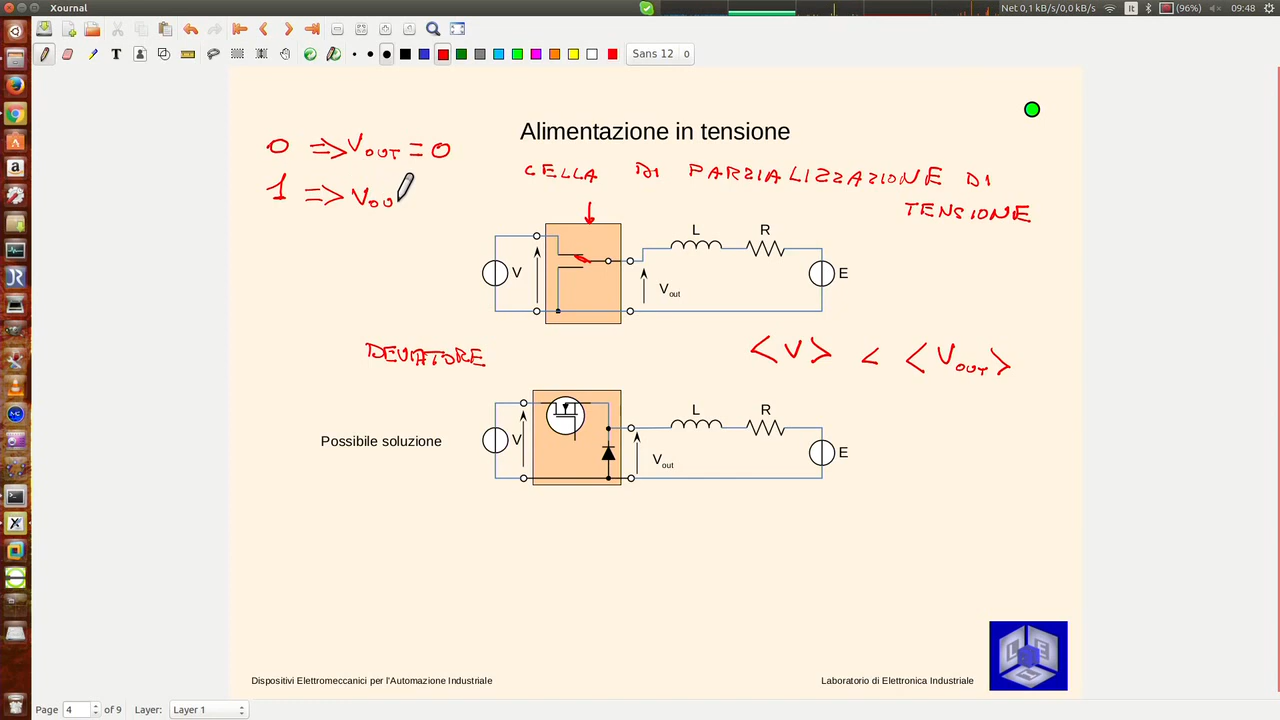 Xournal
Net 0,1 kB/s/0,0 kB/s It (96%) 09:48
Sans 12 0
Alimentazione in tensione
0 => VOUT = 0
CELLA DI PARZIALIZZAZIONE DI
TENSIONE
1 => VOU
L R
V
Vout
E
DEVIATORE
<V> < <VOUT>
L R
Possibile soluzione
V
Vout
E
Dispositivi Elettromeccanici per l'Automazione Industriale
Laboratorio di Elettronica Industriale
L E I
Page 4 of 9 Layer: Layer 1